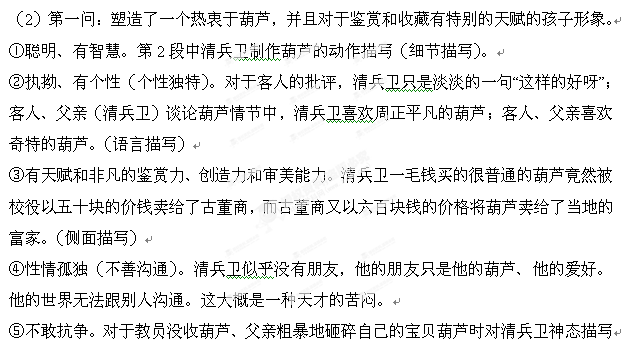 （2）第一问：塑造了一个热衷于葫芦，并且对于鉴赏和收藏有特别的天赋的孩子形象。
①聪明、有智慧。第 2 段中清兵卫制作葫芦的动作描写（细节描写）。
②执拗、有个性（个性独特）。对于客人的批评，清兵卫只是淡淡的一句“这样的好呀”；
客人、父亲（清兵卫）谈论葫芦情节中，清兵卫喜欢周正平凡的葫芦；客人、父亲喜欢
奇特的葫芦。（语言描写）
③有天赋和非凡的鉴赏力、创造力和审美能力。清兵卫一毛钱买的很普通的葫芦竟然被
校役以五十块的价钱卖给了古董商，而古董商又以六百块钱的价格将葫芦卖给了当地的
富家。（侧面描写）
④性情孤独（不善沟通）。清兵卫似乎没有朋友，他的朋友只是他的葫芦、他的爱好。
他的世界无法跟别人沟通。这大概是一种天才的苦闷。
⑤不敢抗争。对于教员没收葫芦、父亲粗暴地砸碎自己的宝贝葫芦时对清兵卫神态描写